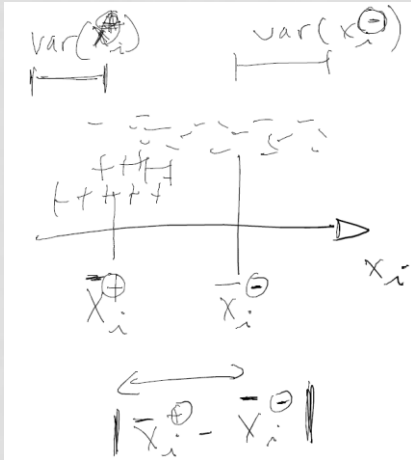 var(x_i^⊕) var(x_i^⊖)
x_i
x̄_i^⊕ x̄_i^⊖
| x̄_i^⊕ - x̄_i^⊖ |